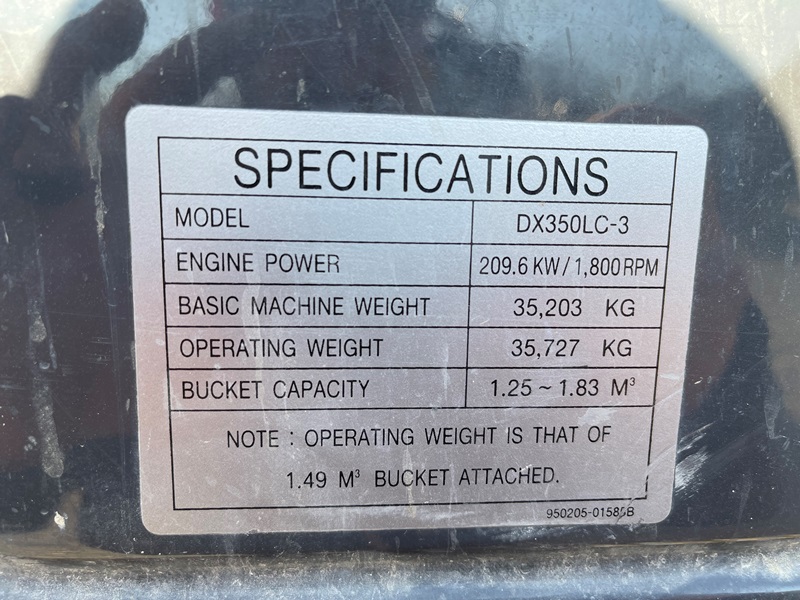 SPECIFICATIONS
MODEL DX350LC-3
ENGINE POWER 209.6 KW / 1,800 RPM
BASIC MACHINE WEIGHT 35,203 KG
OPERATING WEIGHT 35,727 KG
BUCKET CAPACITY 1.25 ~ 1.83 M³
NOTE : OPERATING WEIGHT IS THAT OF
1.49 M³ BUCKET ATTACHED.